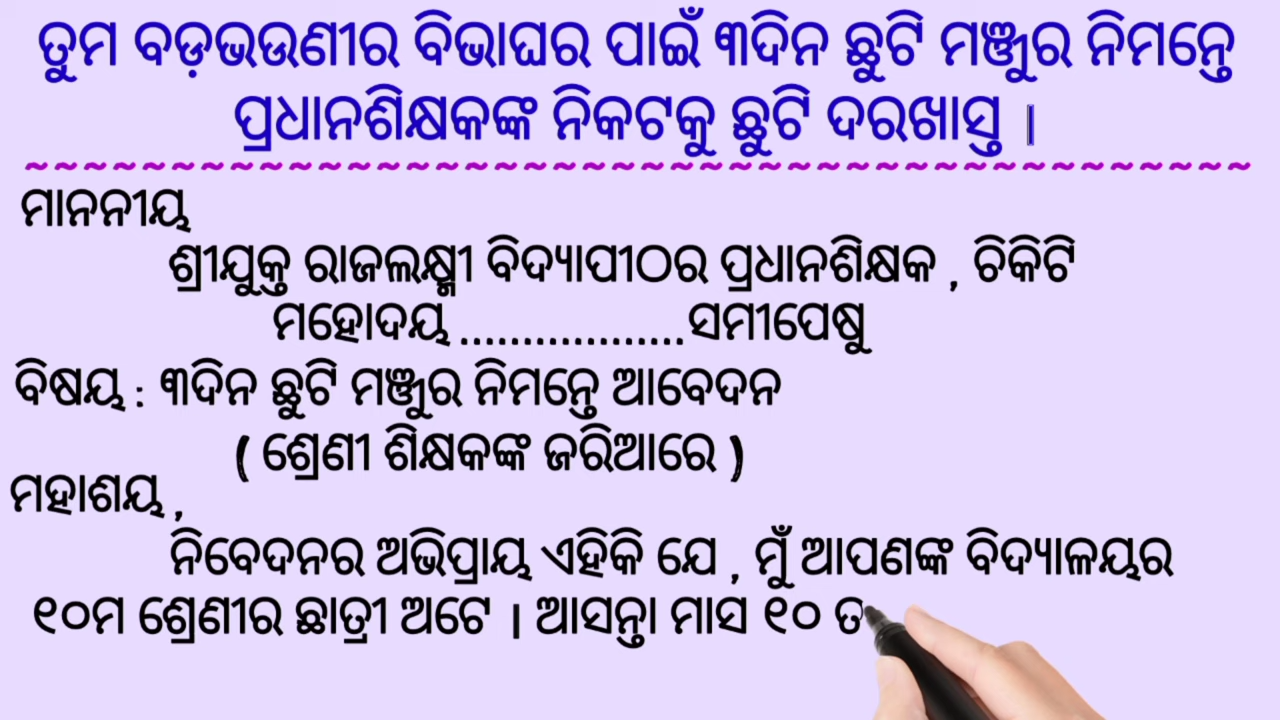 ତୁମ ବଡ଼ଭଉଣୀର ବିଭାଘର ପାଇଁ ୩ଦିନ ଛୁଟି ମଞ୍ଜୁର ନିମନ୍ତେ
ପ୍ରଧାନଶିକ୍ଷକଙ୍କ ନିକଟକୁ ଛୁଟି ଦରଖାସ୍ତ ।
ମାନନୀୟ
ଶ୍ରୀଯୁକ୍ତ ରାଜଲକ୍ଷ୍ମୀ ବିଦ୍ୟାପୀଠର ପ୍ରଧାନଶିକ୍ଷକ , ଚିକିଟି
ମହୋଦୟ ..................ସମୀପେଷୁ
ବିଷୟ : ୩ଦିନ ଛୁଟି ମଞ୍ଜୁର ନିମନ୍ତେ ଆବେଦନ
( ଶ୍ରେଣୀ ଶିକ୍ଷକଙ୍କ ଜରିଆରେ )
ମହାଶୟ ,
ନିବେଦନର ଅଭିପ୍ରାୟ ଏହିକି ଯେ , ମୁଁ ଆପଣଙ୍କ ବିଦ୍ୟାଳୟର
୧୦ମ ଶ୍ରେଣୀର ଛାତ୍ରୀ ଅଟେ । ଆସନ୍ତା ମାସ ୧୦ ତ